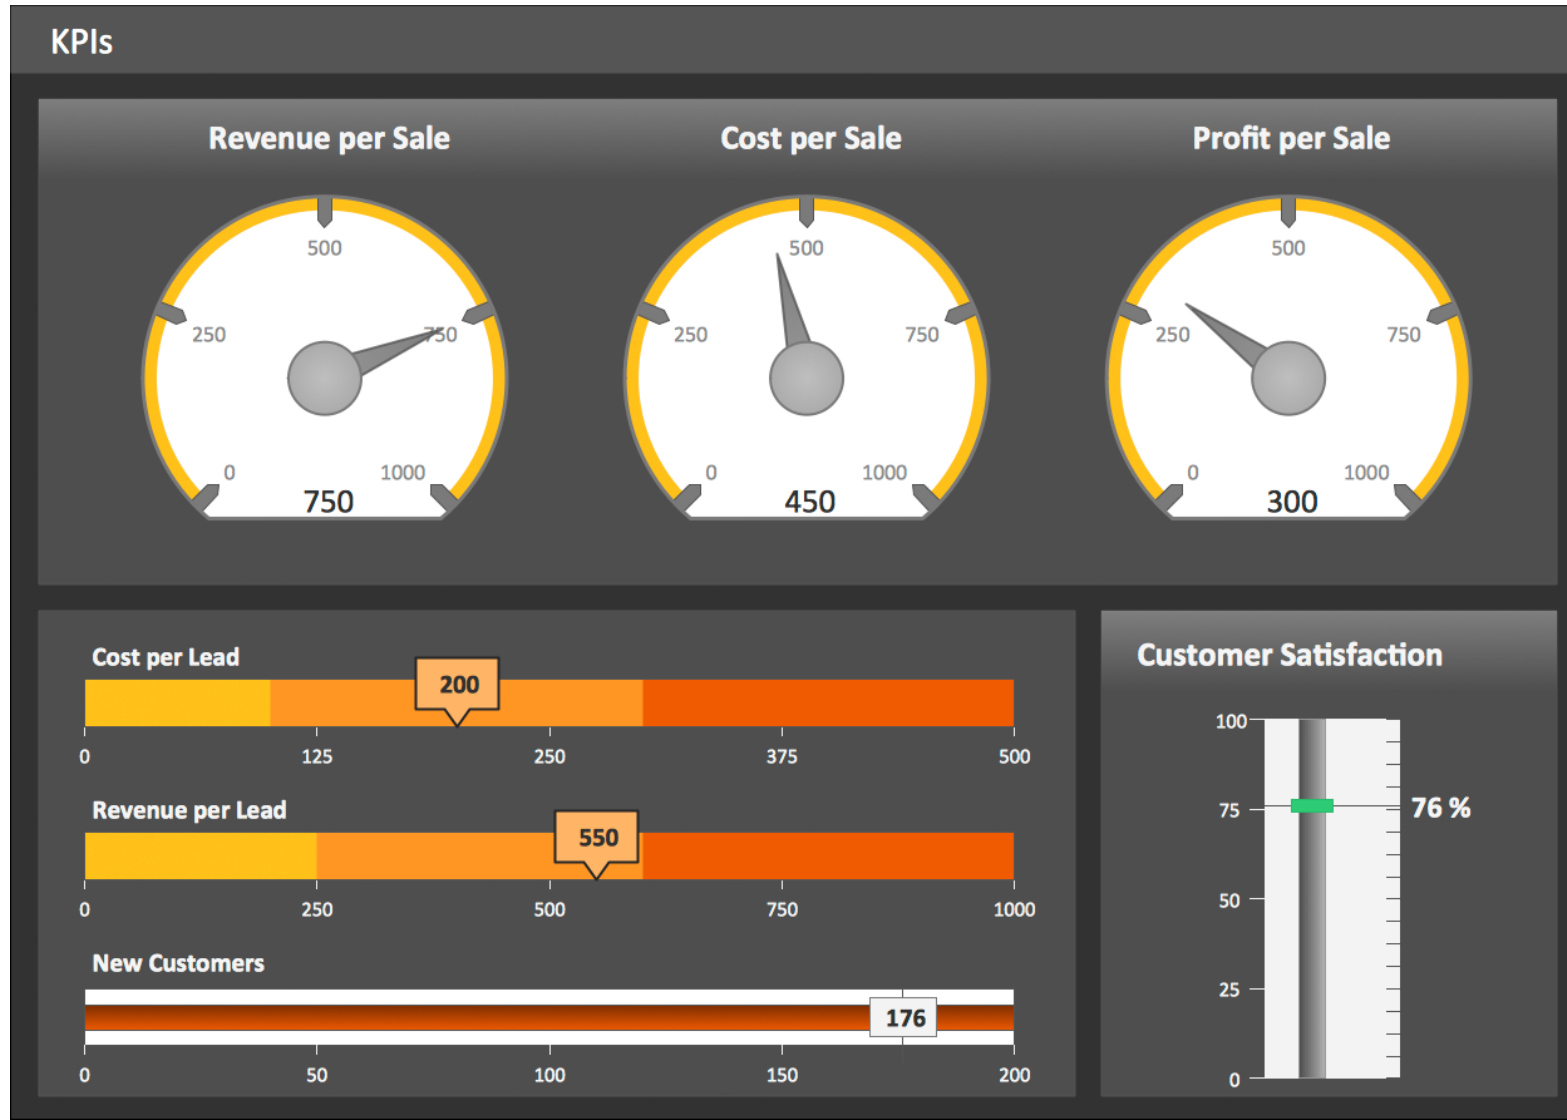 KPIs
Revenue per Sale
Cost per Sale
Profit per Sale
500
250
750
0
1000
750
500
250
750
0
1000
450
500
250
750
0
1000
300
Cost per Lead
200
0 125 250 375 500
Revenue per Lead
550
0 250 500 750 1000
New Customers
176
0 50 100 150 200
Customer Satisfaction
100
75
76 %
50
25
0